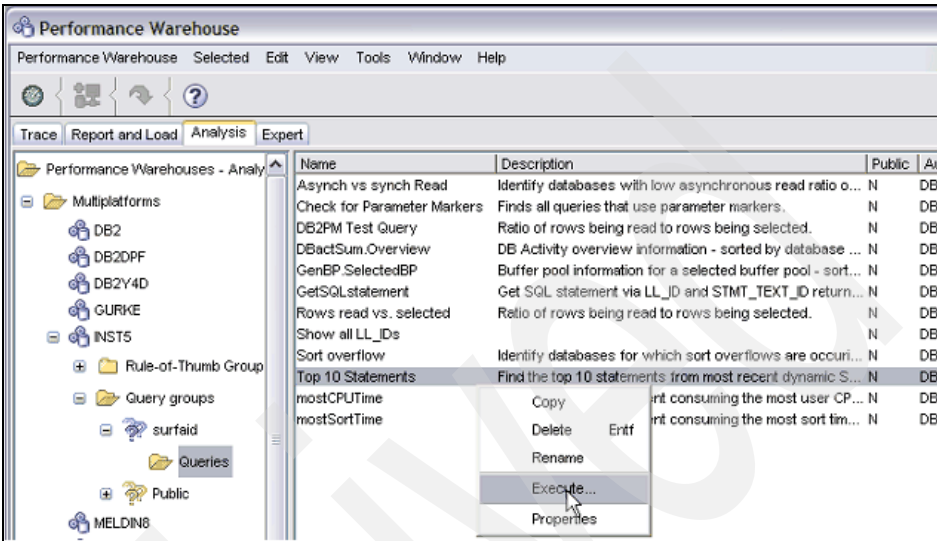 Performance Warehouse
Performance Warehouse Selected Edit View Tools Window Help
Trace Report and Load Analysis Expert
Performance Warehouses - Analy
Multiplatforms
DB2
DB2DPF
DB2Y4D
GURKE
INST5
Rule-of-Thumb Group
Query groups
surfaid
Queries
Public
MELDIN8
Name Description Public Au
Asynch vs synch Read Identify databases with low asynchronous read ratio o... N DB
Check for Parameter Markers Finds all queries that use parameter markers. N DB
DB2PM Test Query Ratio of rows being read to rows being selected. N DB
DBactSum.Overview DB Activity overview information - sorted by database ... N DB
GenBP.SelectedBP Buffer pool information for a selected buffer pool - sort... N DB
GetSQLstatement Get SQL statement via LL_ID and STMT_TEXT_ID return... N DB
Rows read vs. selected Ratio of rows being read to rows being selected. N DB
Show all LL_IDs N DB
Sort overflow Identify databases for which sort overflows are occuri... N DB
Top 10 Statements Find the top 10 statements from most recent dynamic S... N DB
mostCPUTime nt consuming the most user CP... N DB
mostSortTime nt consuming the most sort tim... N DB
Copy
Delete Entf
Rename
Execute...
Properties